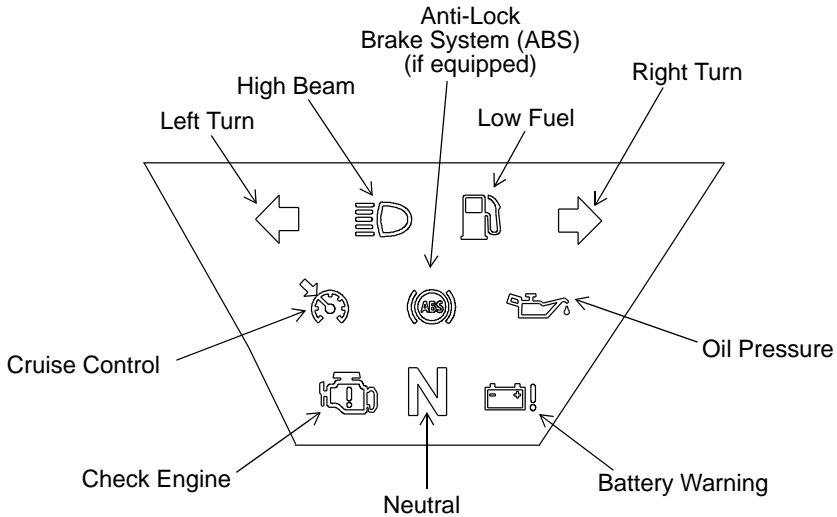 Anti-Lock
Brake System (ABS)
(if equipped)
Right Turn
High Beam
Low Fuel
Left Turn
ABS
Oil Pressure
Cruise Control
N
Check Engine
Battery Warning
Neutral